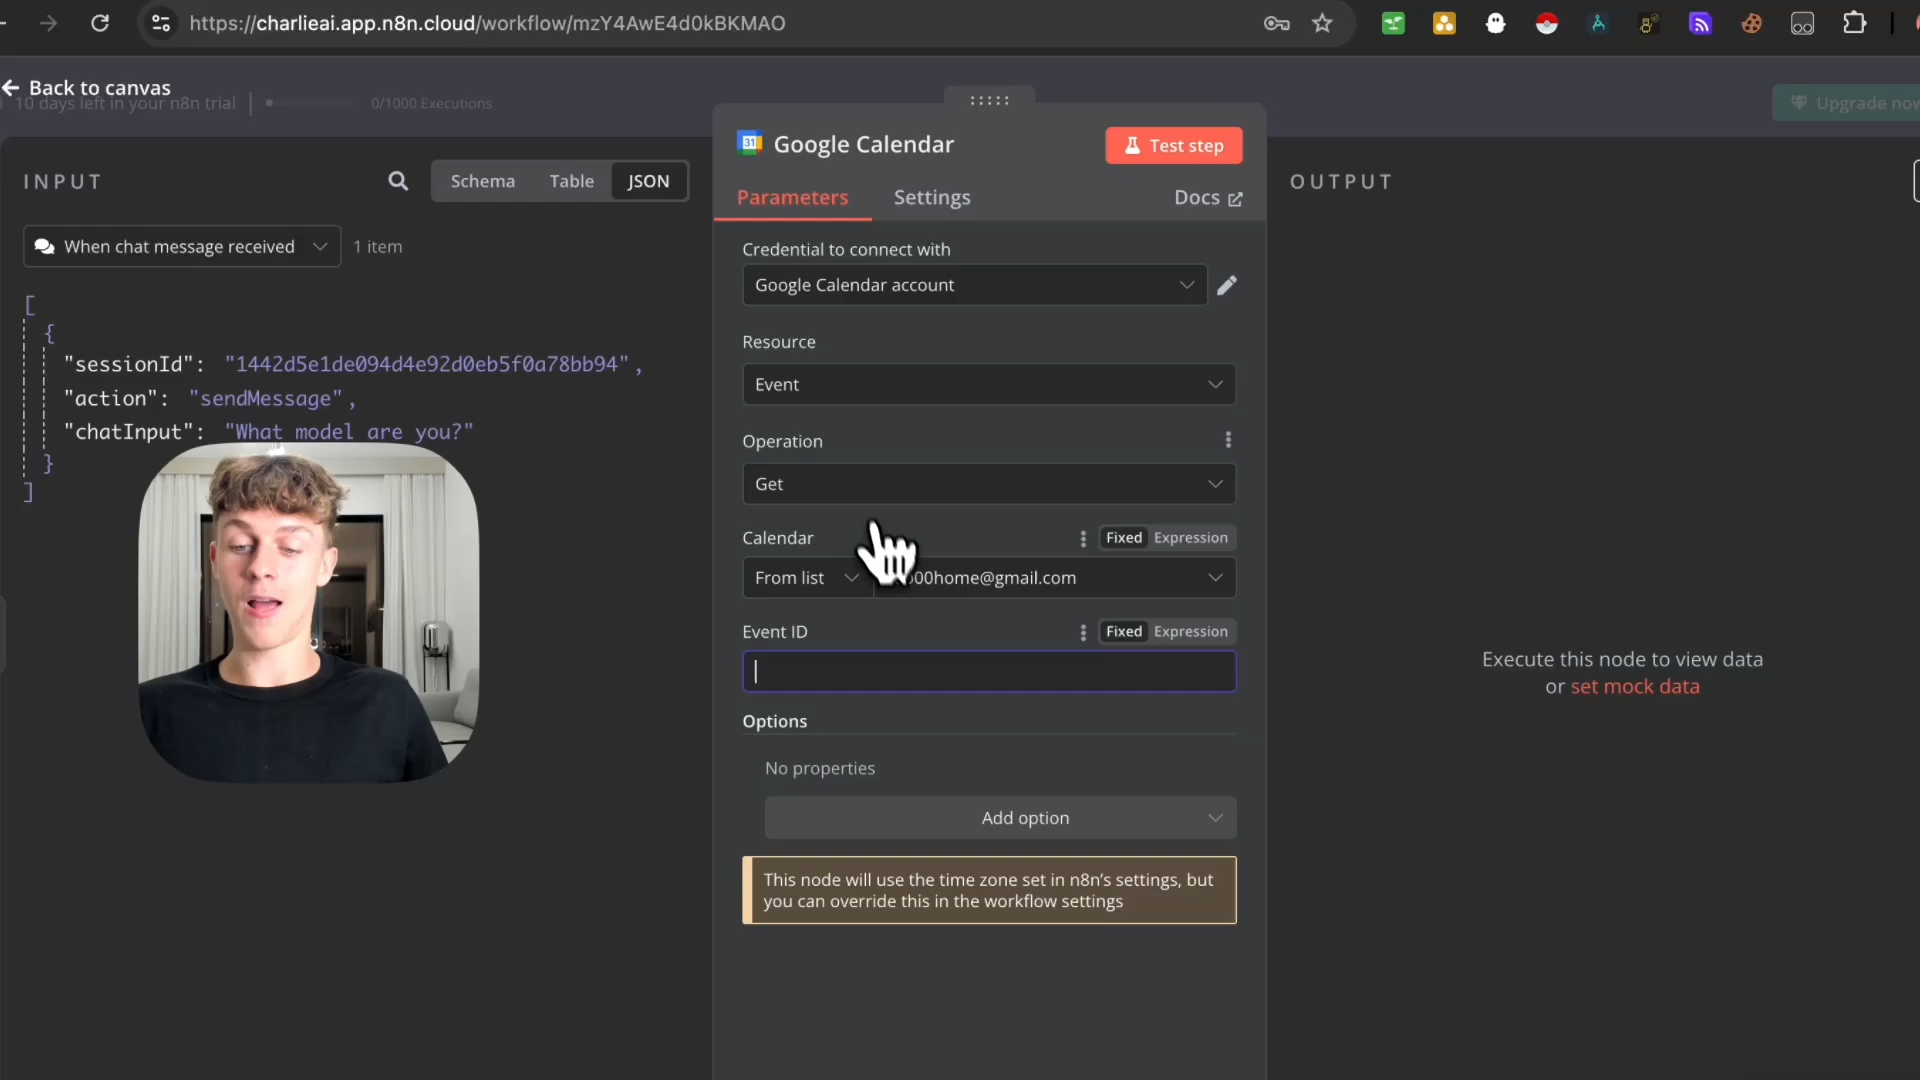 https://charlieai.app.n8n.cloud/workflow/mzY4AwE4d0kBKMAO
Back to canvas
10 days left in your n8n trial
0/1000 Executions
Upgrade now
INPUT
Schema
Table
JSON
When chat message received
1 item
[
{
"sessionId": "1442d5e1de094d4e92d0eb5f0a78bb94",
"action": "sendMessage",
"chatInput": "What model are you?"
}
]
31
Google Calendar
Test step
Parameters
Settings
Docs
Credential to connect with
Google Calendar account
Resource
Event
Operation
Get
Calendar
Fixed
Expression
From list
00home@gmail.com
Event ID
Fixed
Expression
Options
No properties
Add option
This node will use the time zone set in n8n's settings, but
you can override this in the workflow settings
OUTPUT
Execute this node to view data
or set mock data